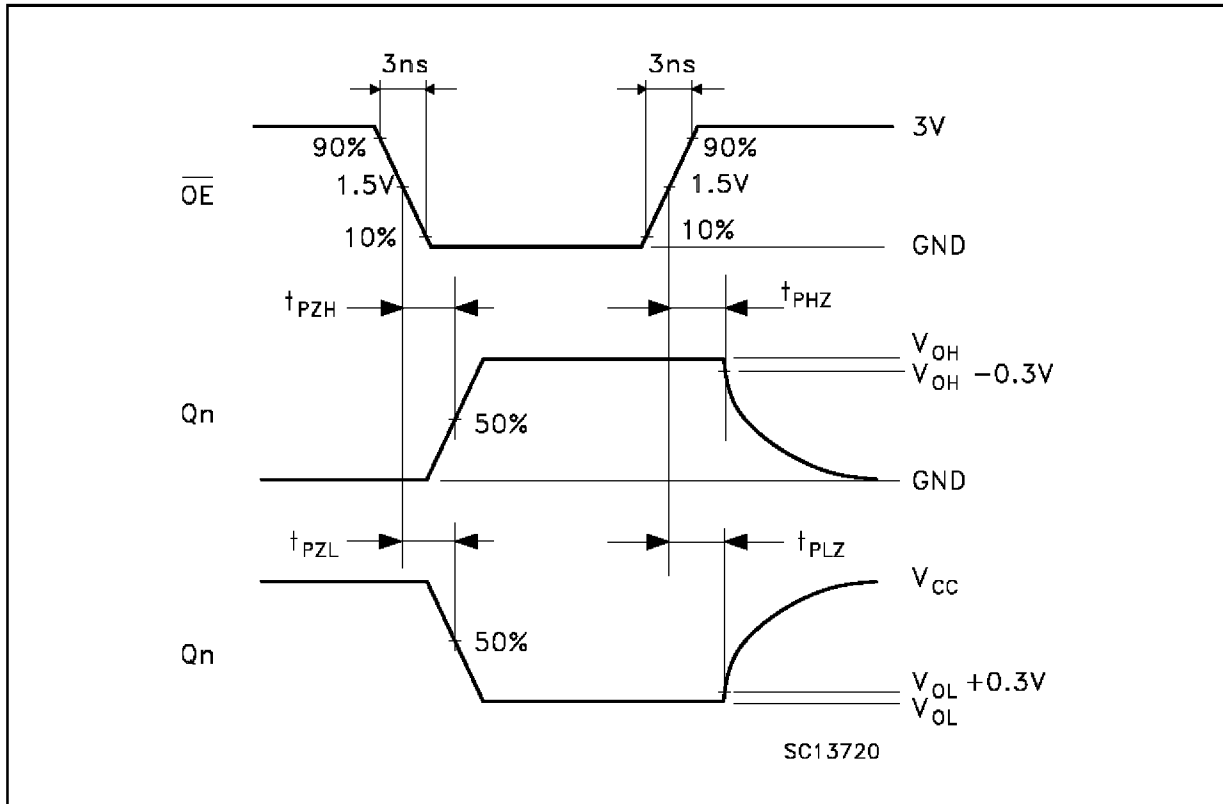 3ns 3ns
3V
90% 90%
O̅E̅ 1.5V 1.5V
10% 10%
GND
tPZH tPHZ
VOH
VOH −0.3V
Qn 50%
GND
tPZL tPLZ
VCC
Qn 50%
VOL +0.3V
VOL
SC13720